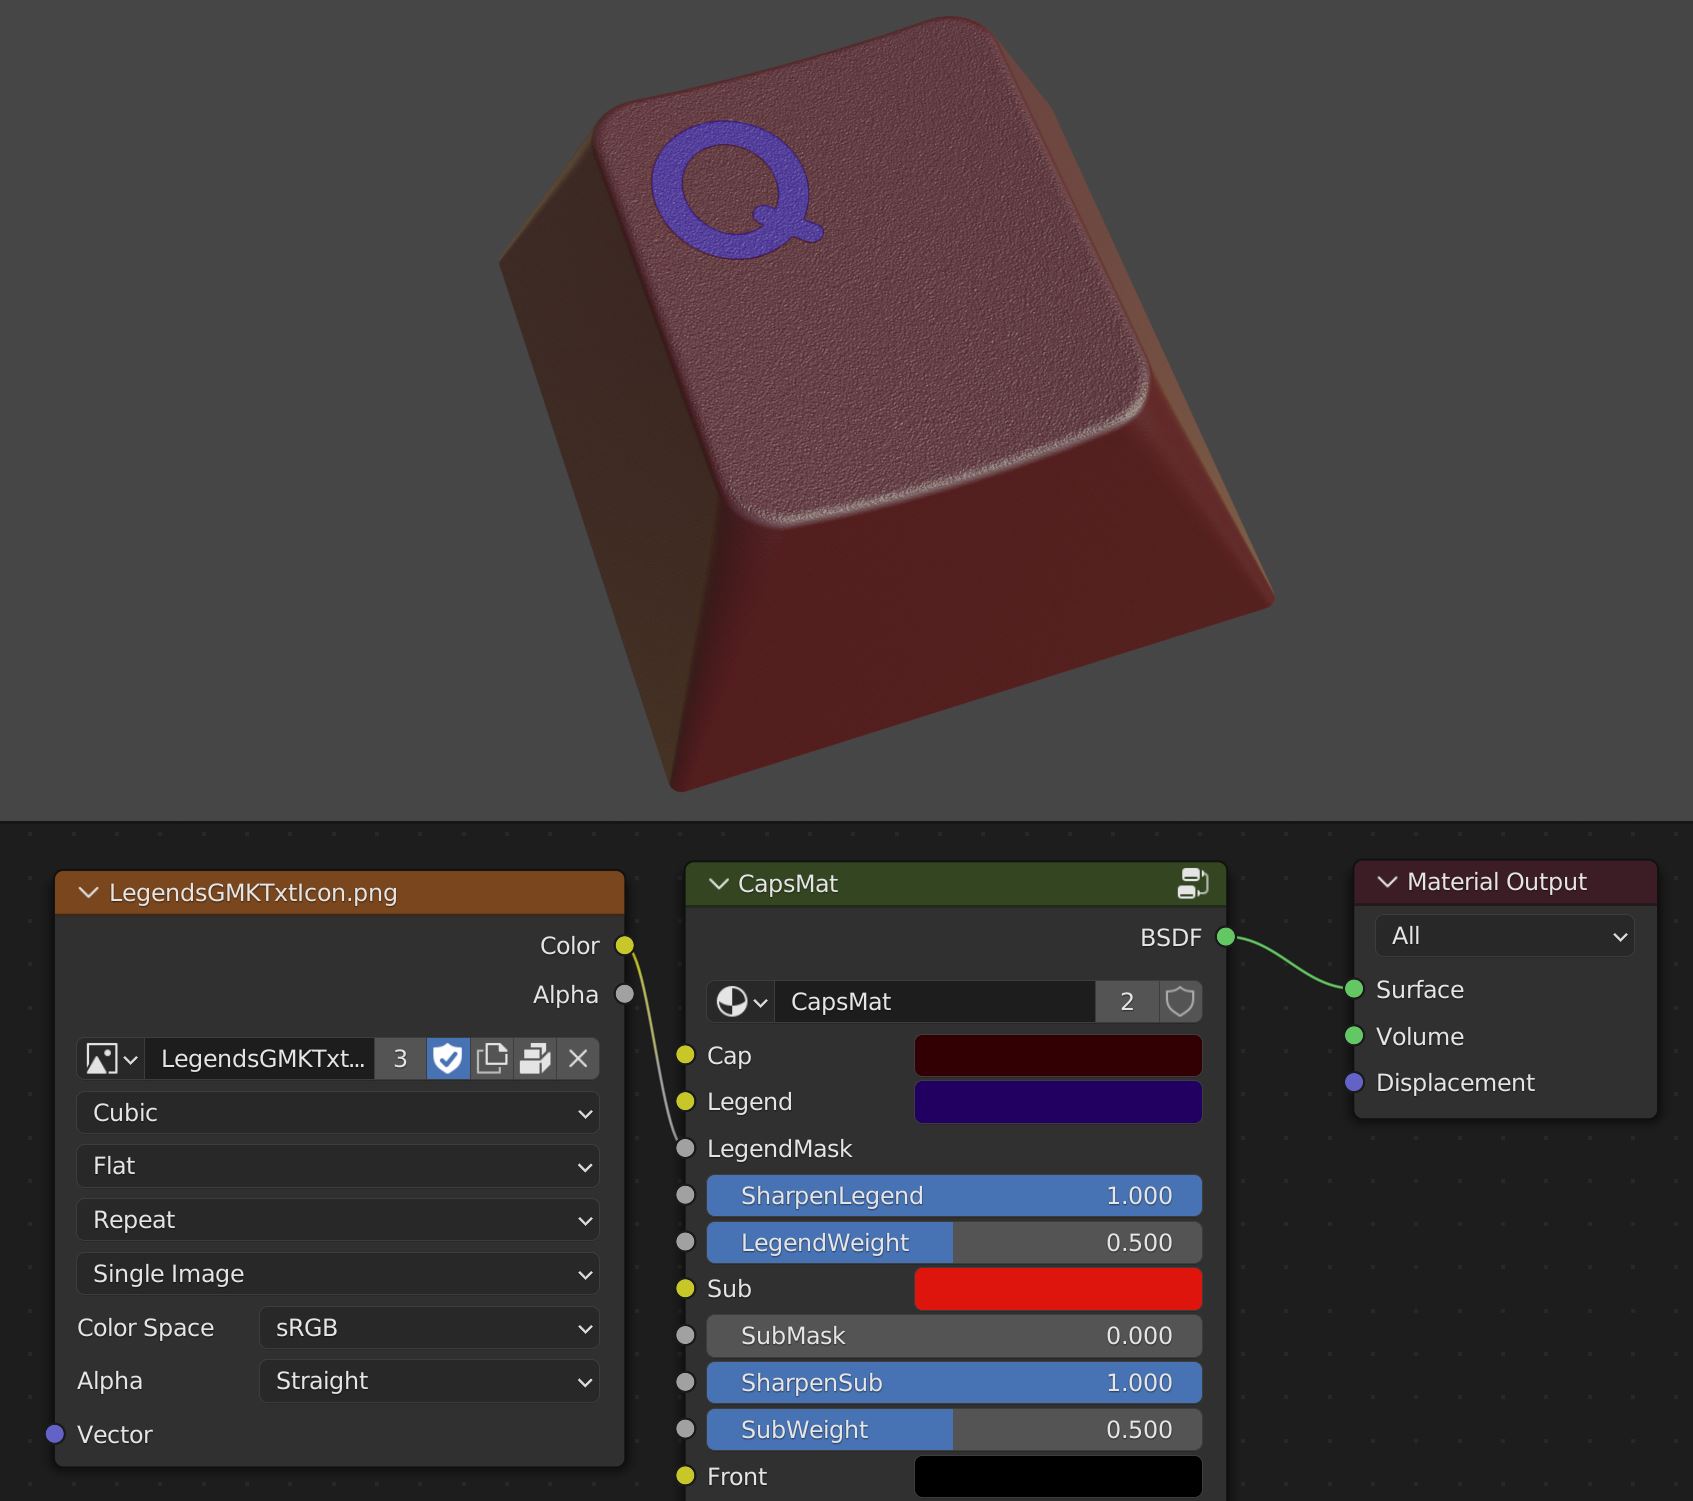 Q
LegendsGMKTxtIcon.png
Color
Alpha
LegendsGMKTxt... 3
Cubic
Flat
Repeat
Single Image
Color Space sRGB
Alpha Straight
Vector
CapsMat
BSDF
CapsMat 2
Cap
Legend
LegendMask
SharpenLegend 1.000
LegendWeight 0.500
Sub
SubMask 0.000
SharpenSub 1.000
SubWeight 0.500
Front
Material Output
All
Surface
Volume
Displacement